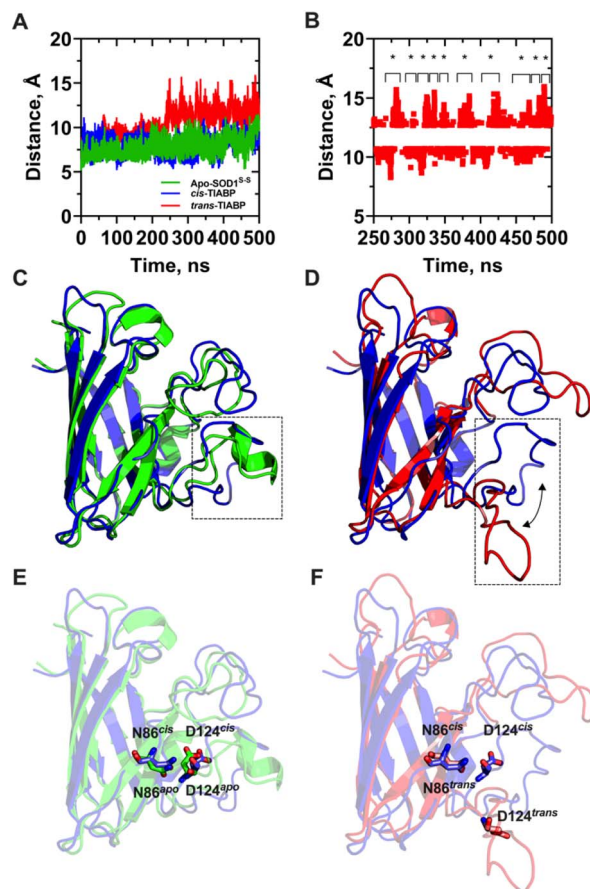 A
B
Distance, Å
20
15
10
5
0
Apo-SOD1S-S
cis-TIABP
trans-TIABP
0 100 200 300 400 500
Time, ns
Distance, Å
20
15
10
5
* * * * * * * * * *
250 300 350 400 450 500
Time, ns
C
D
E
F
N86cis D124cis
N86apo D124apo
N86cis D124cis
N86trans
D124trans